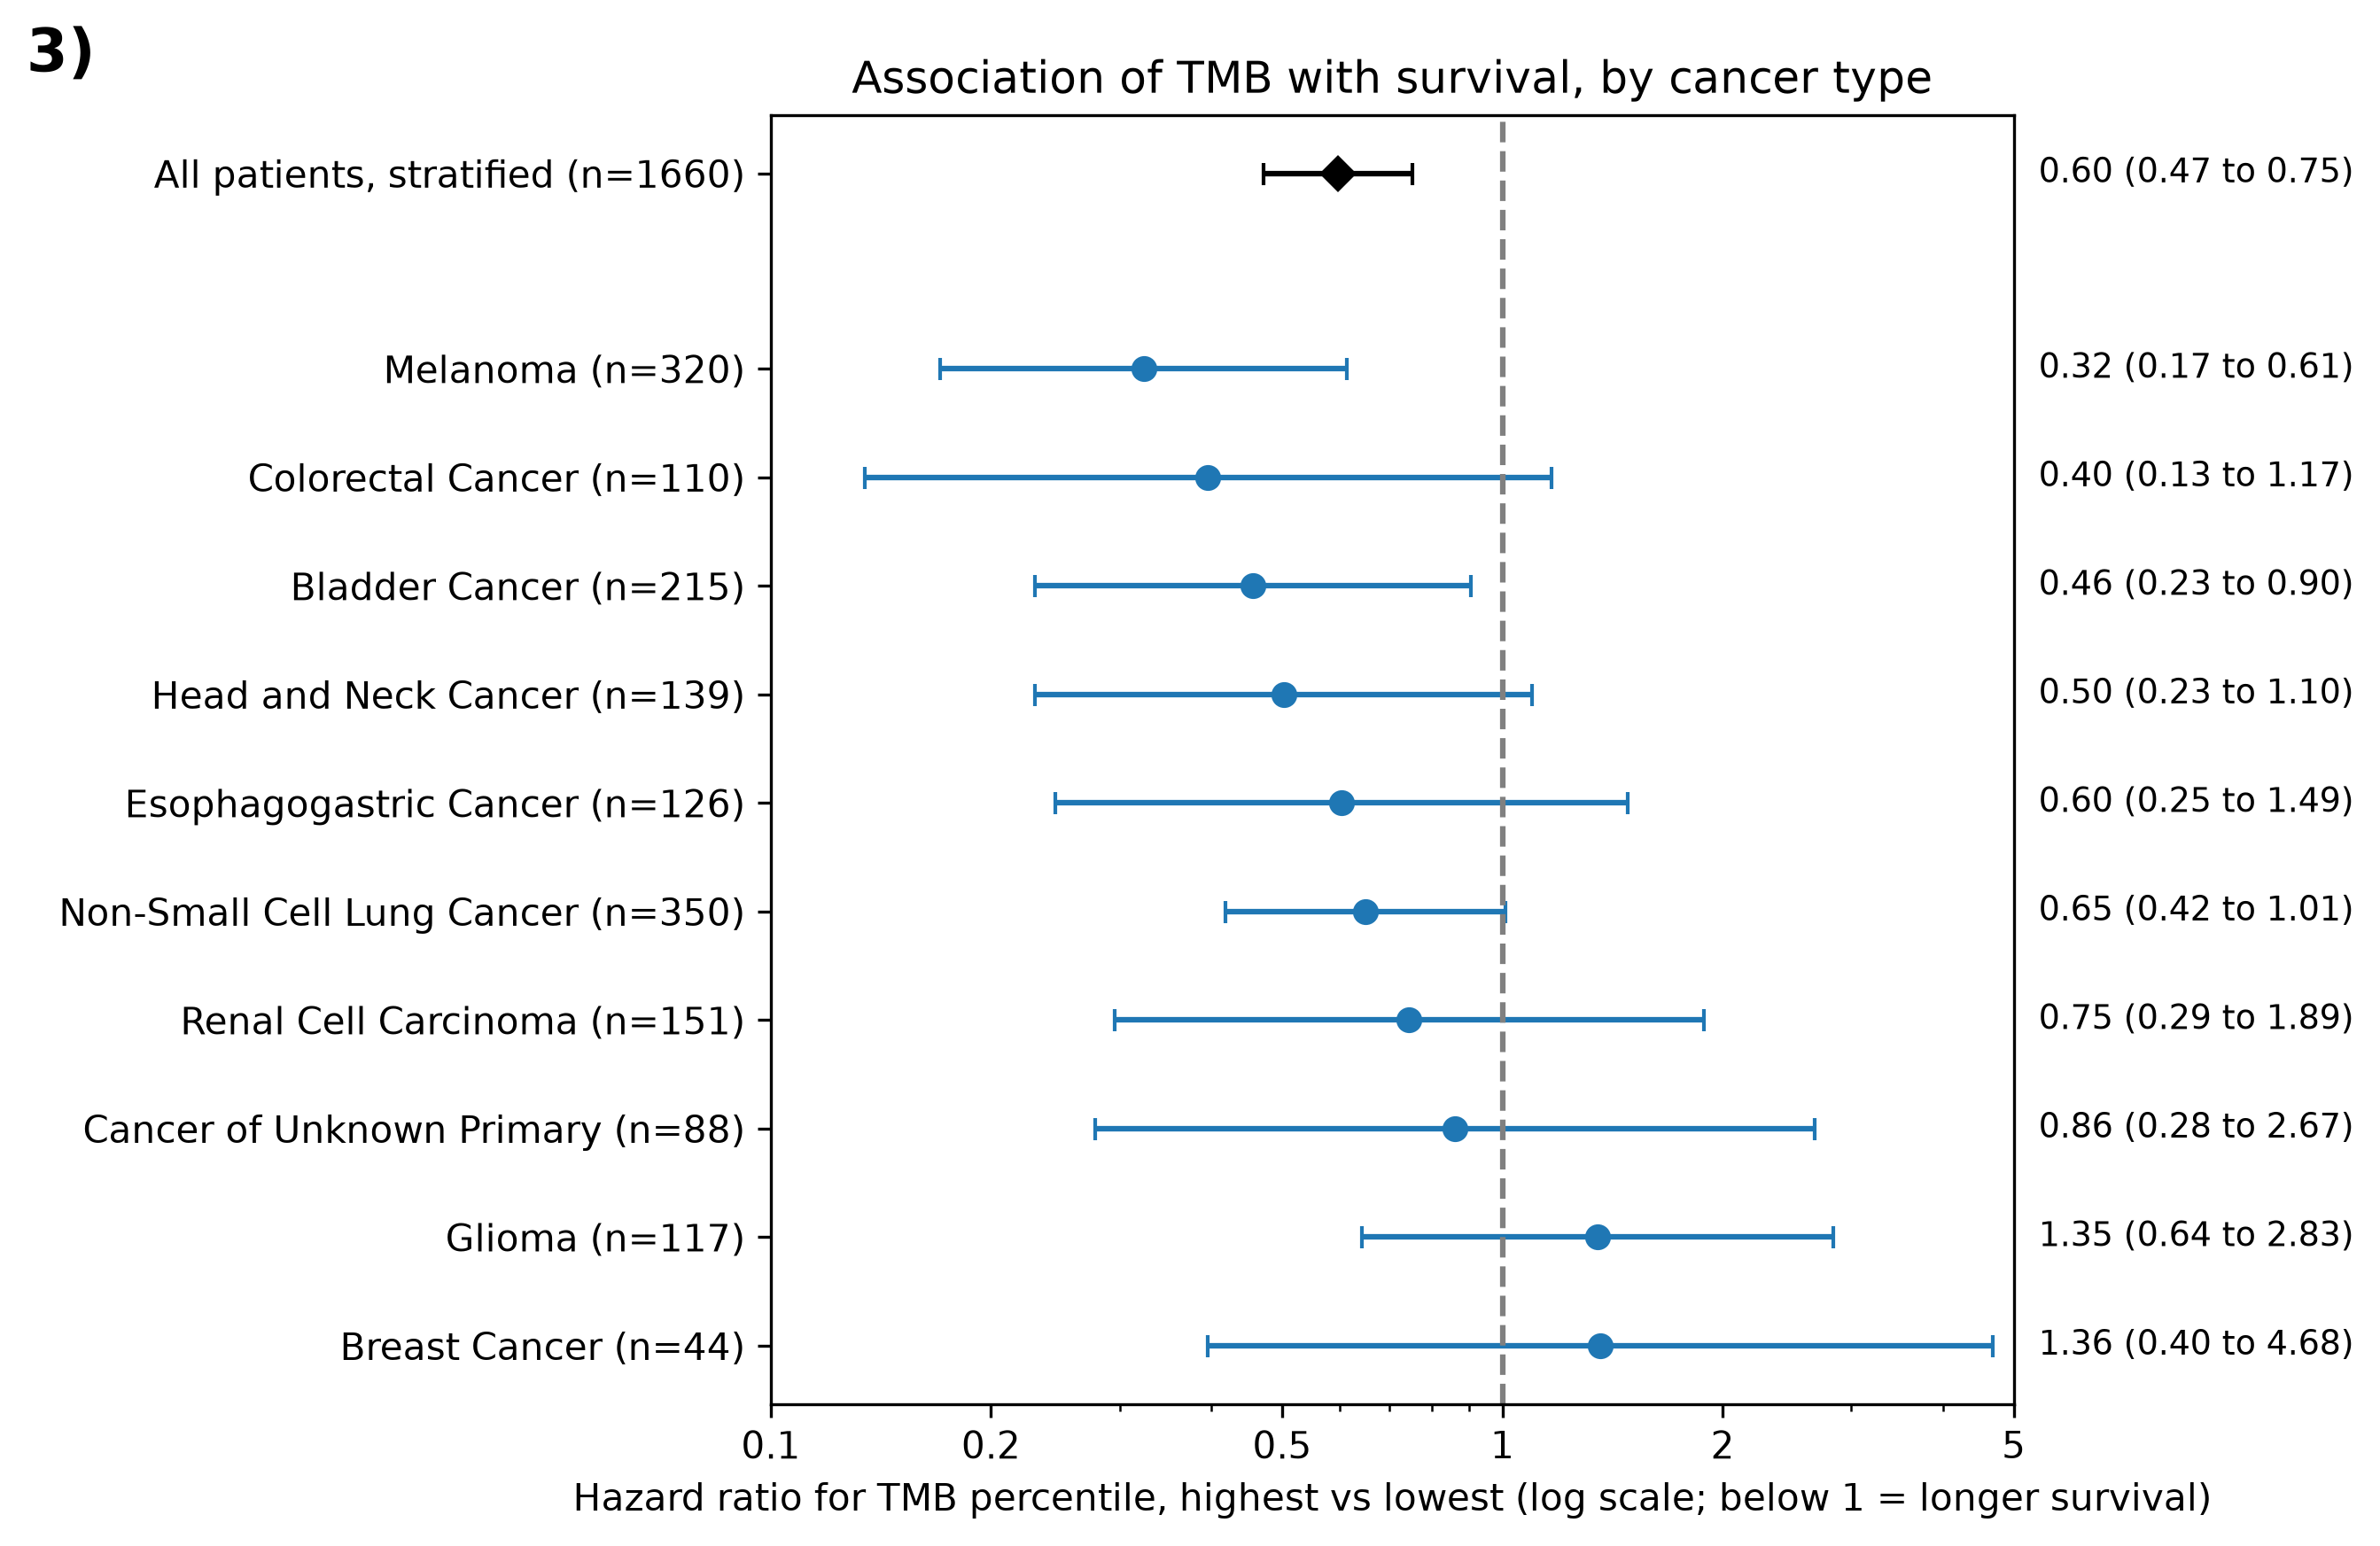 3)
Association of TMB with survival, by cancer type
All patients, stratified (n=1660) 0.60 (0.47 to 0.75)
Melanoma (n=320) 0.32 (0.17 to 0.61)
Colorectal Cancer (n=110) 0.40 (0.13 to 1.17)
Bladder Cancer (n=215) 0.46 (0.23 to 0.90)
Head and Neck Cancer (n=139) 0.50 (0.23 to 1.10)
Esophagogastric Cancer (n=126) 0.60 (0.25 to 1.49)
Non-Small Cell Lung Cancer (n=350) 0.65 (0.42 to 1.01)
Renal Cell Carcinoma (n=151) 0.75 (0.29 to 1.89)
Cancer of Unknown Primary (n=88) 0.86 (0.28 to 2.67)
Glioma (n=117) 1.35 (0.64 to 2.83)
Breast Cancer (n=44) 1.36 (0.40 to 4.68)
0.1 0.2 0.5 1 2 5
Hazard ratio for TMB percentile, highest vs lowest (log scale; below 1 = longer survival)